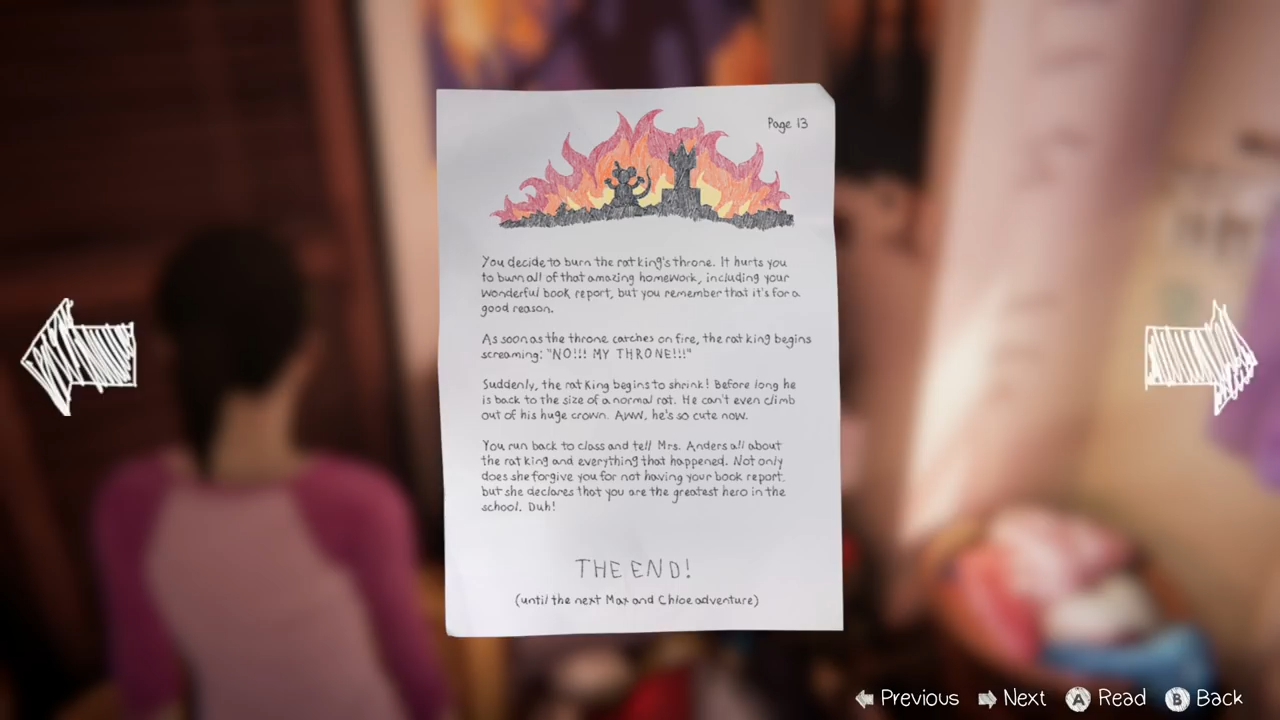 Page 13
You decide to burn the rat king's throne. It hurts you
to burn all of that amazing homework, including your
wonderful book report, but you remember that it's for a
good reason.
As soon as the throne catches on fire, the rat king begins
screaming: "NO!!! MY THRONE!!!"
Suddenly, the rat King begins to shrink! Before long he
is back to the size of a normal rat. He can't even climb
out of his huge crown. Aww, he's so cute now.
You run back to class and tell Mrs. Anders all about
the rat king and everything that happened. Not only
does she forgive you for not having your book report,
but she declares that you are the greatest hero in the
school. Duh!
THE END!
(until the next Max and Chloe adventure)
Previous Next A Read B Back